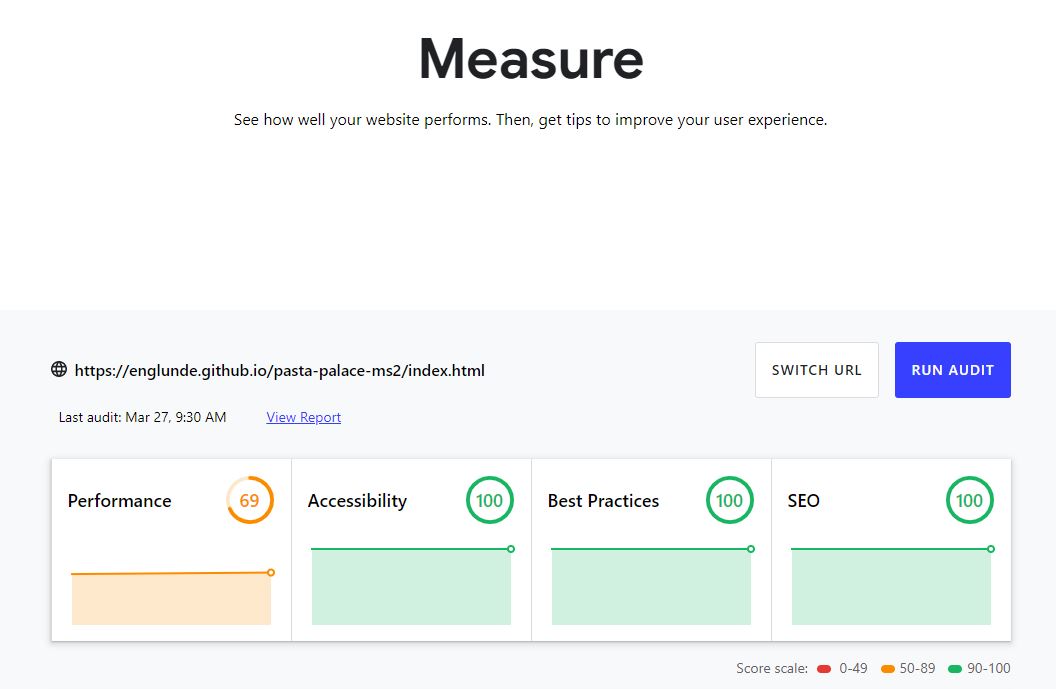 Measure
See how well your website performs. Then, get tips to improve your user experience.
https://englunde.github.io/pasta-palace-ms2/index.html
SWITCH URL
RUN AUDIT
Last audit: Mar 27, 9:30 AM View Report
Performance 69
Accessibility 100
Best Practices 100
SEO 100
Score scale: 0-49 50-89 90-100